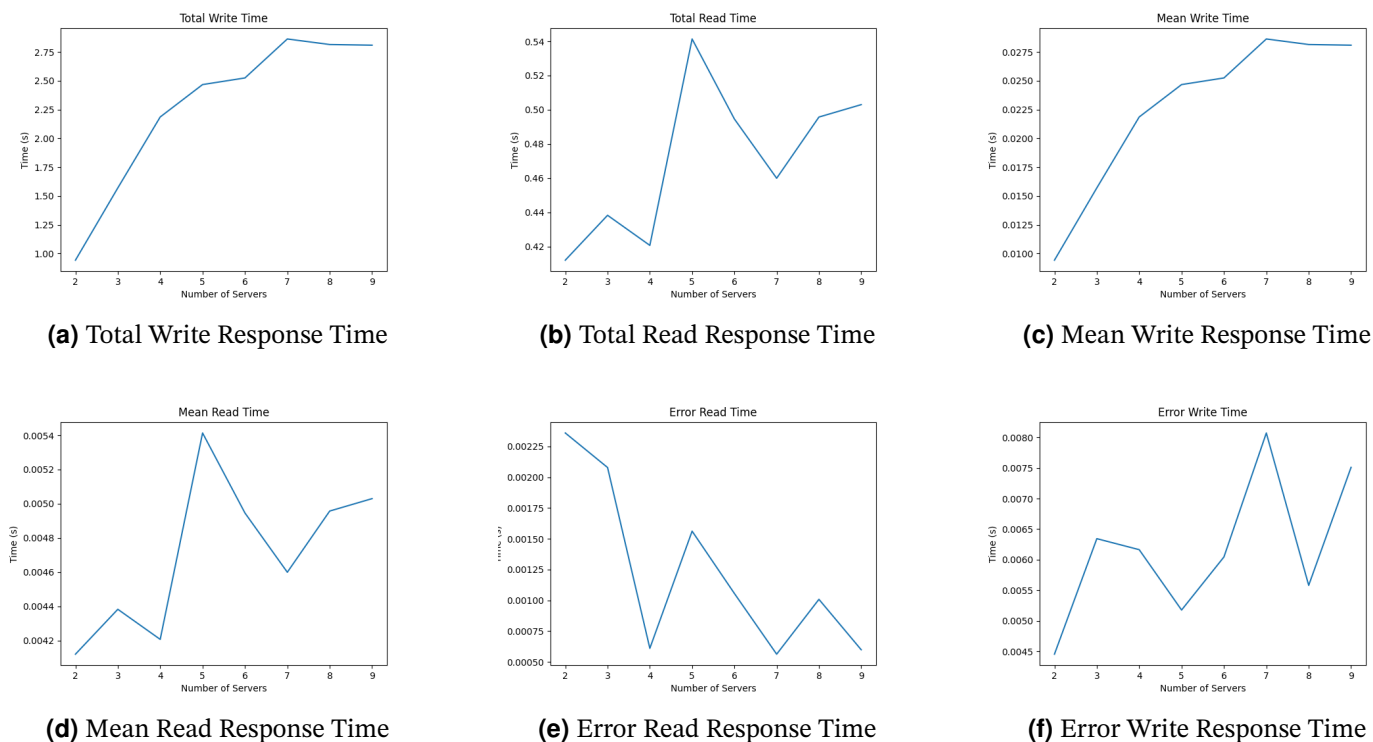 Total Write Time
2.75
2.50
2.25
2.00
1.75
1.50
1.25
1.00
Time (s)
2 3 4 5 6 7 8 9
Number of Servers
(a) Total Write Response Time
Total Read Time
0.54
0.52
0.50
0.48
0.46
0.44
0.42
Time (s)
2 3 4 5 6 7 8 9
Number of Servers
(b) Total Read Response Time
Mean Write Time
0.0275
0.0250
0.0225
0.0200
0.0175
0.0150
0.0125
0.0100
Time (s)
2 3 4 5 6 7 8 9
Number of Servers
(c) Mean Write Response Time
Mean Read Time
0.0054
0.0052
0.0050
0.0048
0.0046
0.0044
0.0042
Time (s)
2 3 4 5 6 7 8 9
Number of Servers
(d) Mean Read Response Time
Error Read Time
0.00225
0.00200
0.00175
0.00150
0.00125
0.00100
0.00075
0.00050
Time (s)
2 3 4 5 6 7 8 9
Number of Servers
(e) Error Read Response Time
Error Write Time
0.0080
0.0075
0.0070
0.0065
0.0060
0.0055
0.0050
0.0045
Time (s)
2 3 4 5 6 7 8 9
Number of Servers
(f) Error Write Response Time